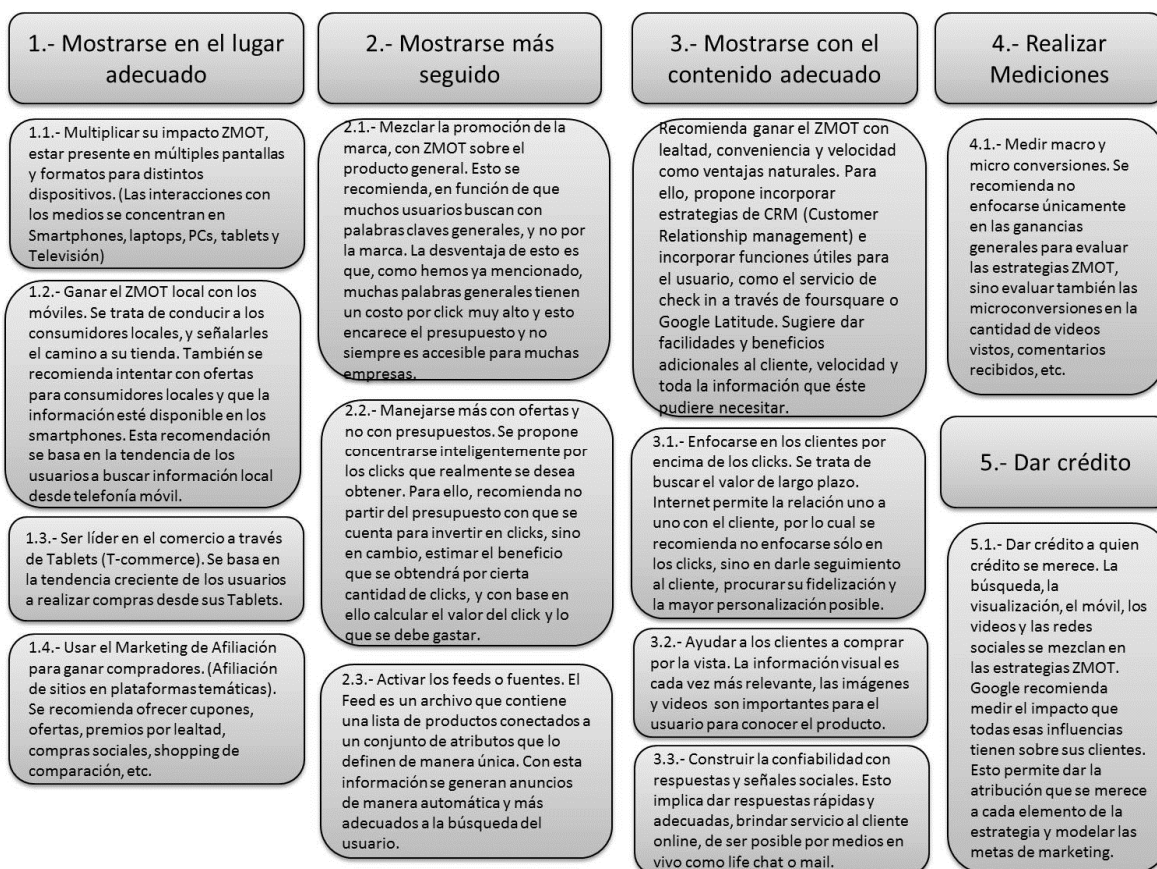 1.- Mostrarse en el lugar
adecuado
1.1.- Multiplicar su impacto ZMOT,
estar presente en múltiples pantallas
y formatos para distintos
dispositivos. (Las interacciones con
los medios se concentran en
Smartphones, laptops, PCs, tablets y
Televisión)
1.2.- Ganar el ZMOT local con los
móviles. Se trata de conducir a los
consumidores locales, y señalarles
el camino a su tienda. También se
recomienda intentar con ofertas
para consumidores locales y que la
información esté disponible en los
smartphones. Esta recomendación
se basa en la tendencia de los
usuarios a buscar información local
desde telefonía móvil.
1.3.- Ser líder en el comercio a través
de Tablets (T-commerce). Se basa en
la tendencia creciente de los usuarios
a realizar compras desde sus Tablets.
1.4.- Usar el Marketing de Afiliación
para ganar compradores. (Afiliación
de sitios en plataformas temáticas).
Se recomienda ofrecer cupones,
ofertas, premios por lealtad,
compras sociales, shopping de
comparación, etc.
2.- Mostrarse más
seguido
2.1.- Mezclar la promoción de la
marca, con ZMOT sobre el
producto general. Esto se
recomienda, en función de que
muchos usuarios buscan con
palabras claves generales, y no por
la marca. La desventaja de esto es
que, como hemos ya mencionado,
muchas palabras generales tienen
un costo por click muy alto y esto
encarece el presupuesto y no
siempre es accesible para muchas
empresas.
2.2.- Manejarse más con ofertas y
no con presupuestos. Se propone
concentrarse inteligentemente por
los clicks que realmente se desea
obtener. Para ello, recomienda no
partir del presupuesto con que se
cuenta para invertir en clicks, sino
en cambio, estimar el beneficio
que se obtendrá por cierta
cantidad de clicks, y con base en
ello calcular el valor del click y lo
que se debe gastar.
2.3.- Activar los feeds o fuentes. El
Feed es un archivo que contiene
una lista de productos conectados a
un conjunto de atributos que lo
definen de manera única. Con esta
información se generan anuncios
de manera automática y más
adecuados a la búsqueda del
usuario.
3.- Mostrarse con el
contenido adecuado
Recomienda ganar el ZMOT con
lealtad, conveniencia y velocidad
como ventajas naturales. Para
ello, propone incorporar
estrategias de CRM (Customer
Relationship management) e
incorporar funciones útiles para
el usuario, como el servicio de
check in a través de foursquare o
Google Latitude. Sugiere dar
facilidades y beneficios
adicionales al cliente, velocidad y
toda la información que éste
pudiere necesitar.
3.1.- Enfocarse en los clientes por
encima de los clicks. Se trata de
buscar el valor de largo plazo.
Internet permite la relación uno a
uno con el cliente, por lo cual se
recomienda no enfocarse sólo en
los clicks, sino en darle seguimiento
al cliente, procurar su fidelización y
la mayor personalización posible.
3.2.- Ayudar a los clientes a comprar
por la vista. La información visual es
cada vez más relevante, las imágenes
y videos son importantes para el
usuario para conocer el producto.
3.3.- Construir la confiabilidad con
respuestas y señales sociales. Esto
implica dar respuestas rápidas y
adecuadas, brindar servicio al cliente
online, de ser posible por medios en
vivo como life chat o mail.
4.- Realizar
Mediciones
4.1.- Medir macro y
micro conversiones. Se
recomienda no
enfocarse únicamente
en las ganancias
generales para evaluar
las estrategias ZMOT,
sino evaluar también las
microconversiones en la
cantidad de videos
vistos, comentarios
recibidos, etc.
5.- Dar crédito
5.1.- Dar crédito a quien
crédito se merece. La
búsqueda, la
visualización, el móvil, los
videos y las redes
sociales se mezclan en
las estrategias ZMOT.
Google recomienda
medir el impacto que
todas esas influencias
tienen sobre sus clientes.
Esto permite dar la
atribución que se merece
a cada elemento de la
estrategia y modelar las
metas de marketing.